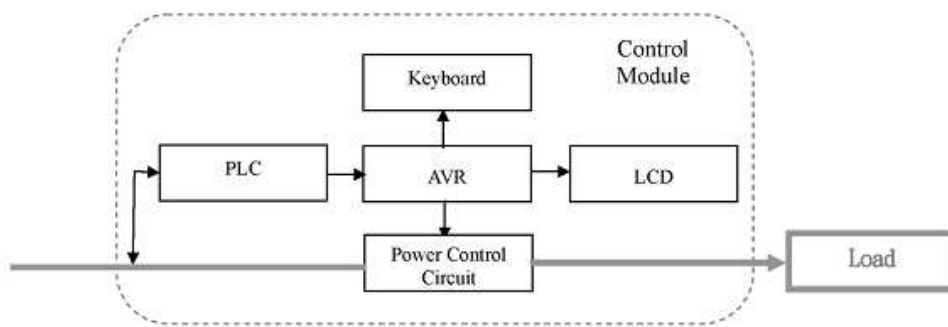 Control
Module
Keyboard
PLC
AVR
LCD
Power Control
Circuit
Load